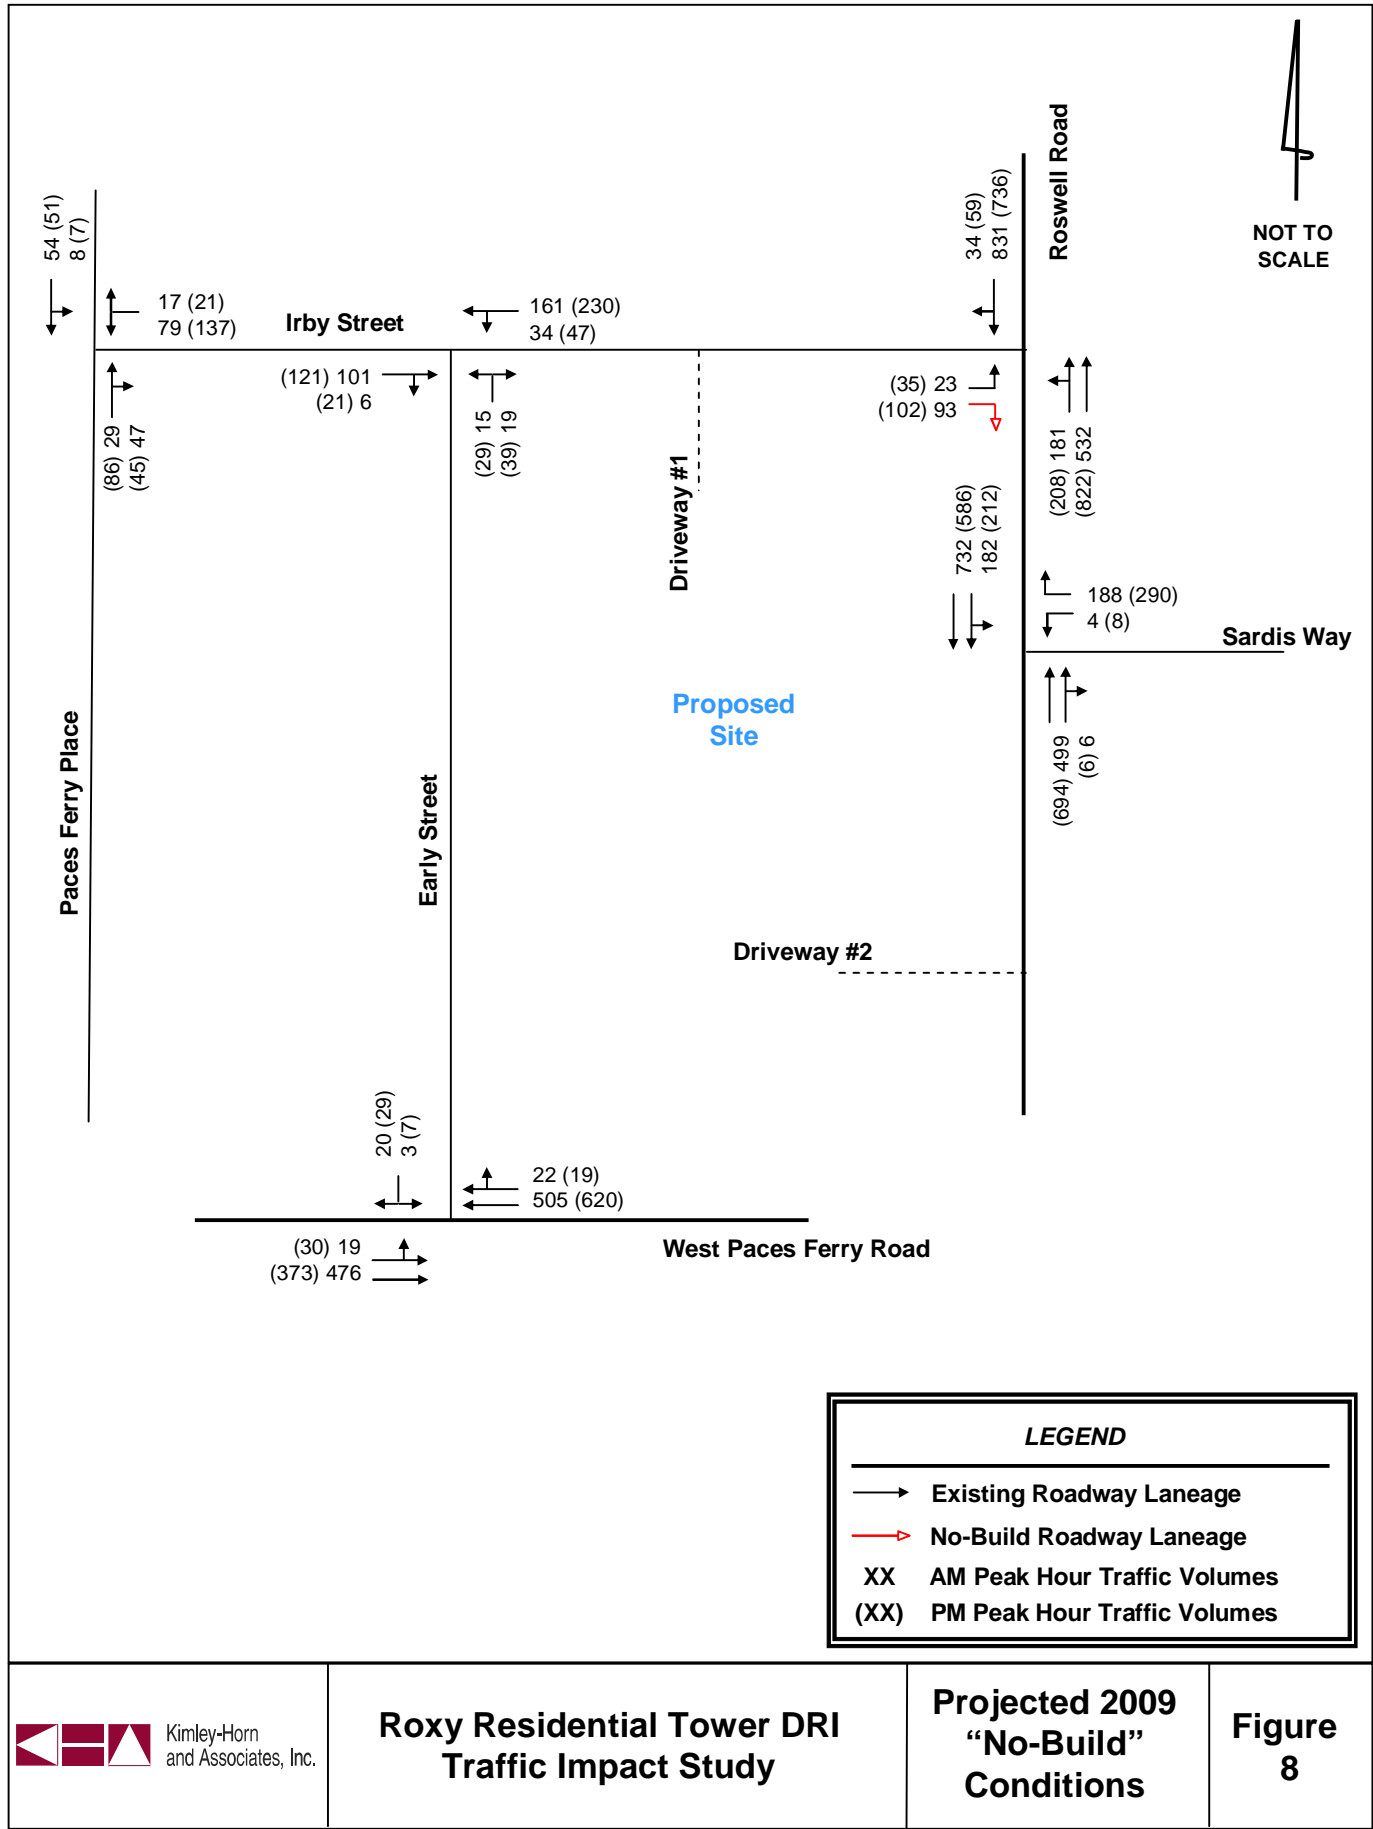 Roswell Road
NOT TO
SCALE
54 (51)
8 (7)
34 (59)
831 (736)
17 (21)
79 (137)
Irby Street
161 (230)
34 (47)
(121) 101
(21) 6
(35) 23
(102) 93
(86) 29
(45) 47
(29) 15
(39) 19
(208) 181
(822) 532
Driveway #1
732 (586)
182 (212)
188 (290)
4 (8)
Sardis Way
Proposed
Site
(694) 499
(6) 6
Paces Ferry Place
Early Street
Driveway #2
20 (29)
3 (7)
22 (19)
505 (620)
(30) 19
(373) 476
West Paces Ferry Road
LEGEND
Existing Roadway Laneage
No-Build Roadway Laneage
XX AM Peak Hour Traffic Volumes
(XX) PM Peak Hour Traffic Volumes
Kimley-Horn
and Associates, Inc.
Roxy Residential Tower DRI
Traffic Impact Study
Projected 2009
“No-Build”
Conditions
Figure
8